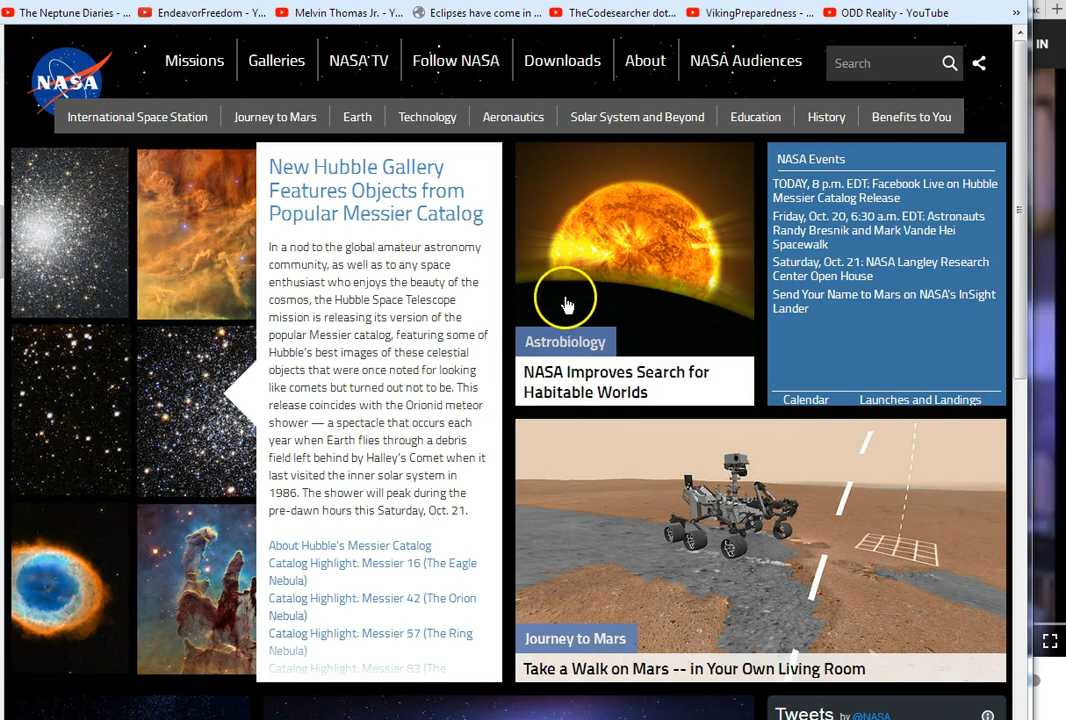 The Neptune Diaries - ...
EndeavorFreedom - Y...
Melvin Thomas Jr. - Y...
Eclipses have come in ...
TheCodesearcher dot...
VikingPreparedness - ...
ODD Reality - YouTube
»
IN
NASA
Missions
Galleries
NASA TV
Follow NASA
Downloads
About
NASA Audiences
Search
International Space Station
Journey to Mars
Earth
Technology
Aeronautics
Solar System and Beyond
Education
History
Benefits to You
New Hubble Gallery
Features Objects from
Popular Messier Catalog
In a nod to the global amateur astronomy
community, as well as to any space
enthusiast who enjoys the beauty of the
cosmos, the Hubble Space Telescope
mission is releasing its version of the
popular Messier catalog, featuring some of
Hubble's best images of these celestial
objects that were once noted for looking
like comets but turned out not to be. This
release coincides with the Orionid meteor
shower — a spectacle that occurs each
year when Earth flies through a debris
field left behind by Halley's Comet when it
last visited the inner solar system in
1986. The shower will peak during the
pre-dawn hours this Saturday, Oct. 21.
About Hubble's Messier Catalog
Catalog Highlight: Messier 16 (The Eagle
Nebula)
Catalog Highlight: Messier 42 (The Orion
Nebula)
Catalog Highlight: Messier 57 (The Ring
Nebula)
Catalog Highlight: Messier 83 (The
Astrobiology
NASA Improves Search for
Habitable Worlds
NASA Events
TODAY, 8 p.m. EDT: Facebook Live on Hubble
Messier Catalog Release
Friday, Oct. 20, 6:30 a.m. EDT: Astronauts
Randy Bresnik and Mark Vande Hei
Spacewalk
Saturday, Oct. 21: NASA Langley Research
Center Open House
Send Your Name to Mars on NASA's InSight
Lander
Calendar
Launches and Landings
Journey to Mars
Take a Walk on Mars -- in Your Own Living Room
Tweets by @NASA